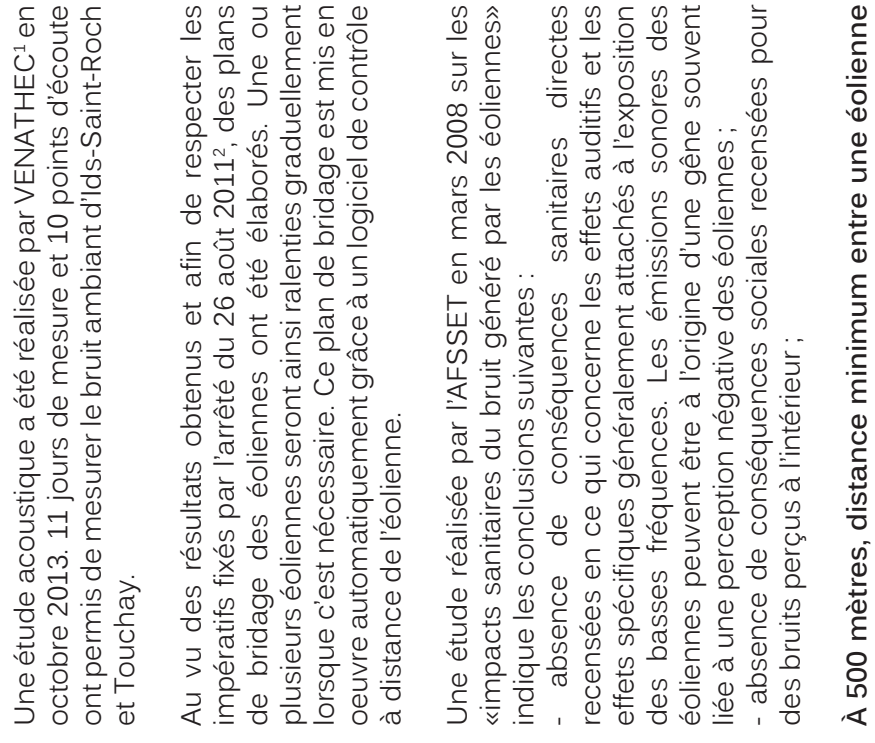 Une étude acoustique a été réalisée par VENATHEC¹ en
octobre 2013. 11 jours de mesure et 10 points d'écoute
ont permis de mesurer le bruit ambiant d'Ids-Saint-Roch
et Touchay.
Au vu des résultats obtenus et afin de respecter les
impératifs fixés par l'arrêté du 26 août 2011², des plans
de bridage des éoliennes ont été élaborés. Une ou
plusieurs éoliennes seront ainsi ralenties graduellement
lorsque c'est nécessaire. Ce plan de bridage est mis en
oeuvre automatiquement grâce à un logiciel de contrôle
à distance de l'éolienne.
Une étude réalisée par l'AFSSET en mars 2008 sur les
«impacts sanitaires du bruit généré par les éoliennes»
indique les conclusions suivantes :
- absence de conséquences sanitaires directes
recensées en ce qui concerne les effets auditifs et les
effets spécifiques généralement attachés à l'exposition
des basses fréquences. Les émissions sonores des
éoliennes peuvent être à l'origine d'une gêne souvent
liée à une perception négative des éoliennes ;
- absence de conséquences sociales recensées pour
des bruits perçus à l'intérieur ;
À 500 mètres, distance minimum entre une éolienne